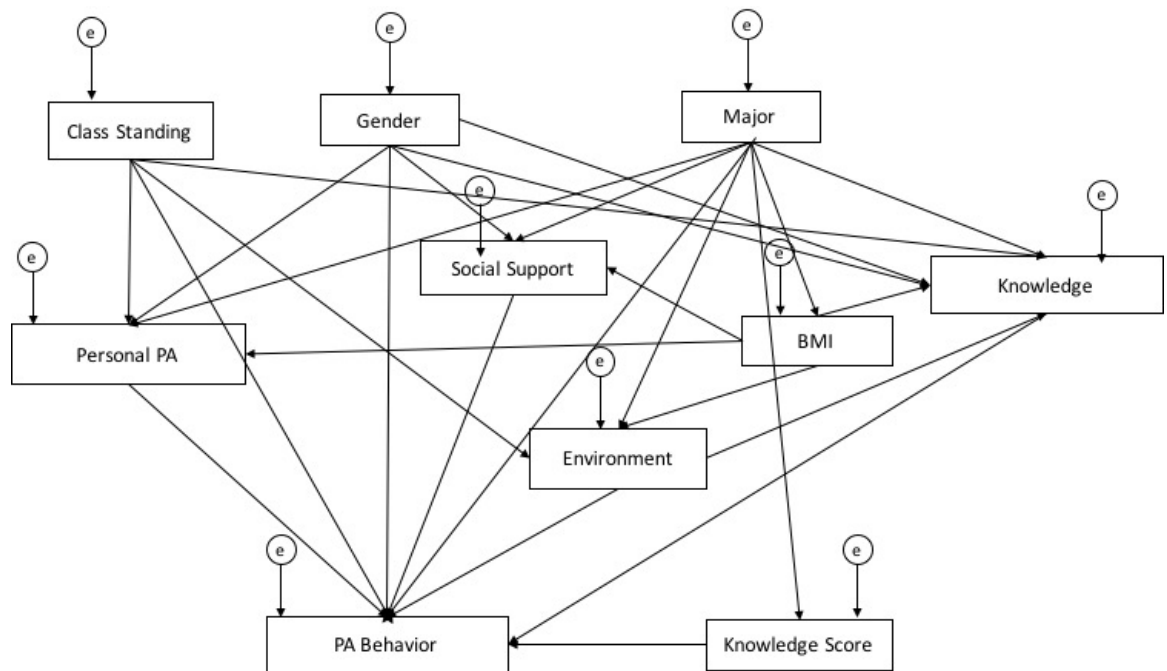 e
e
e
Class Standing
Gender
Major
e
e
e
e
Social Support
Knowledge
Personal PA
BMI
e
Environment
e
e
PA Behavior
Knowledge Score